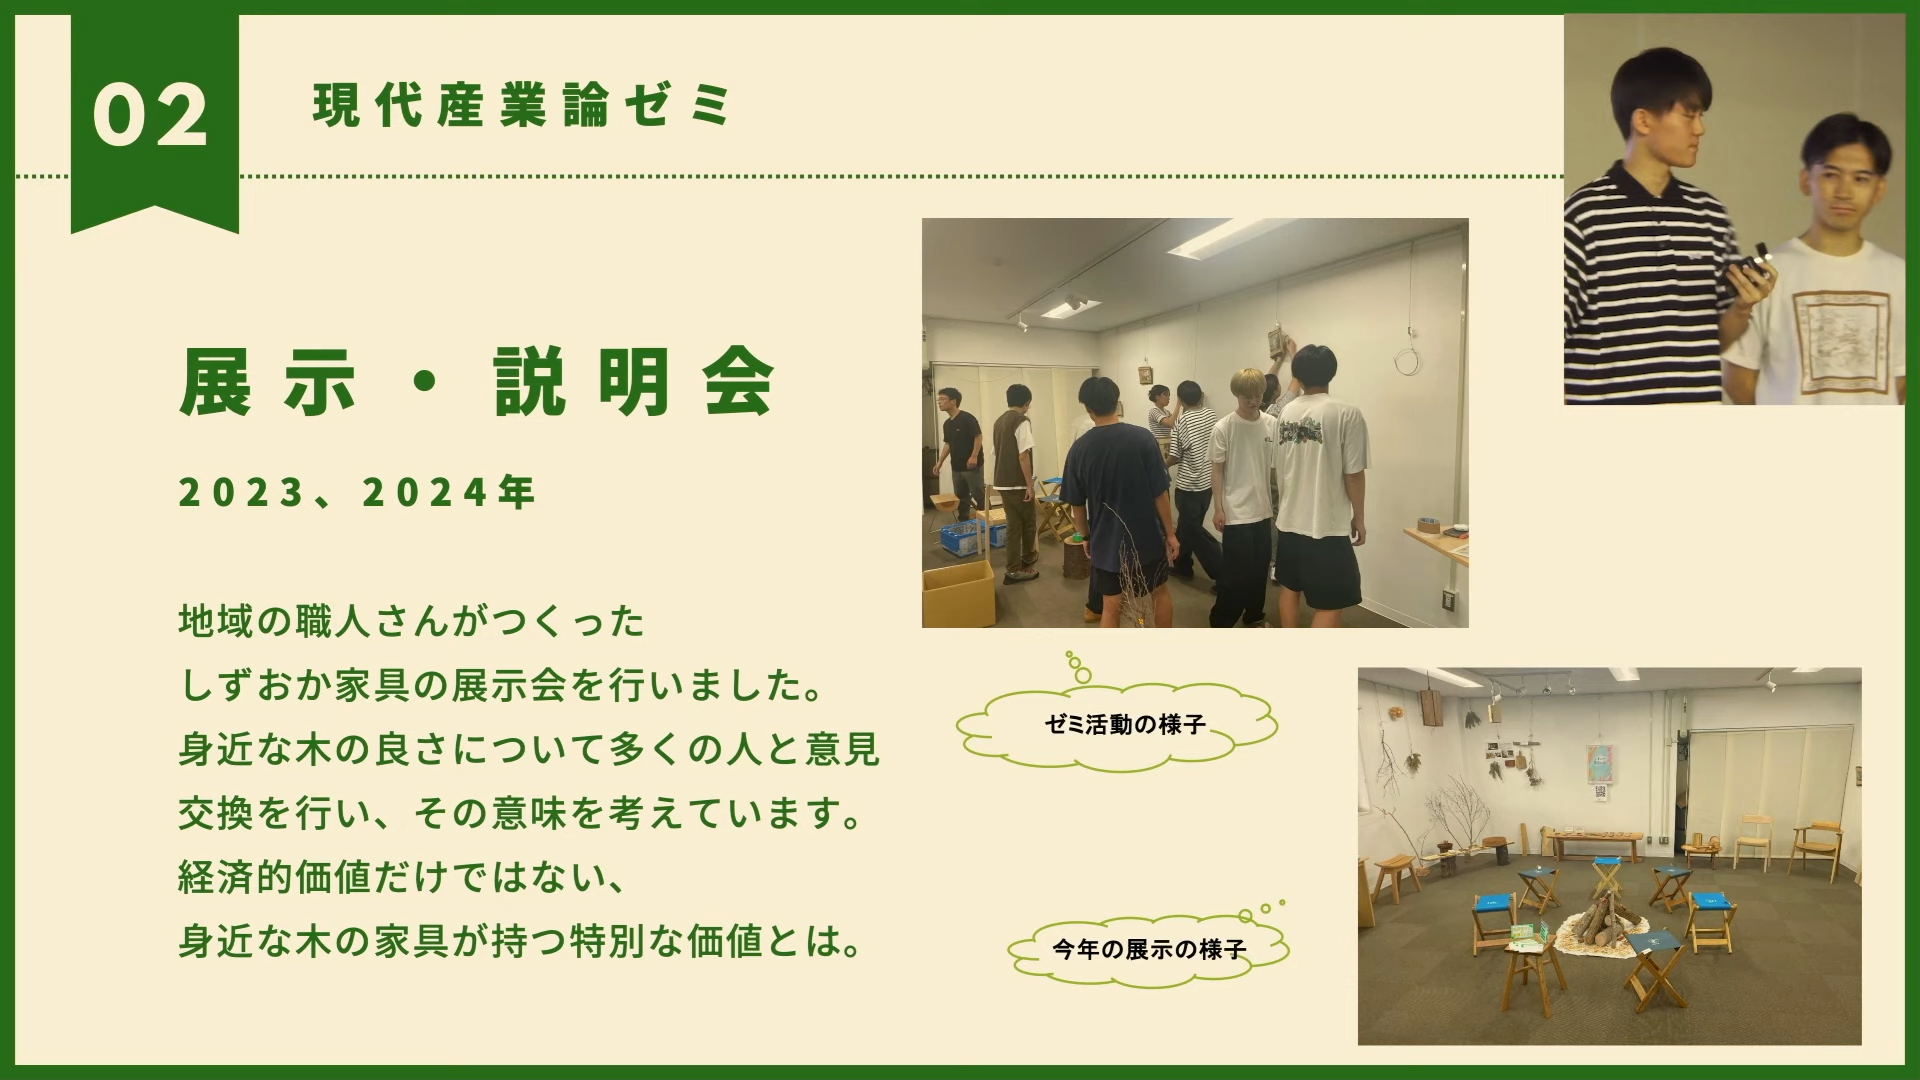 02
現代産業論ゼミ
展示・説明会
2023、2024年
地域の職人さんがつくった
しずおか家具の展示会を行いました。
身近な木の良さについて多くの人と意見
交換を行い、その意味を考えています。
経済的価値だけではない、
身近な木の家具が持つ特別な価値とは。
ゼミ活動の様子
今年の展示の様子